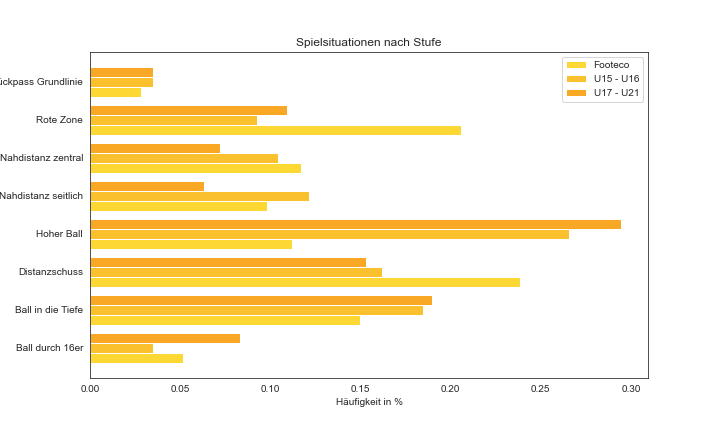 Spielsituationen nach Stufe
Footeco
U15 - U16
U17 - U21
Grundlinie
Rote Zone
Nahdistanz zentral
Nahdistanz seitlich
Hoher Ball
Distanzschuss
Ball in die Tiefe
Ball durch 16er
0.00 0.05 0.10 0.15 0.20 0.25 0.30
Häufigkeit in %